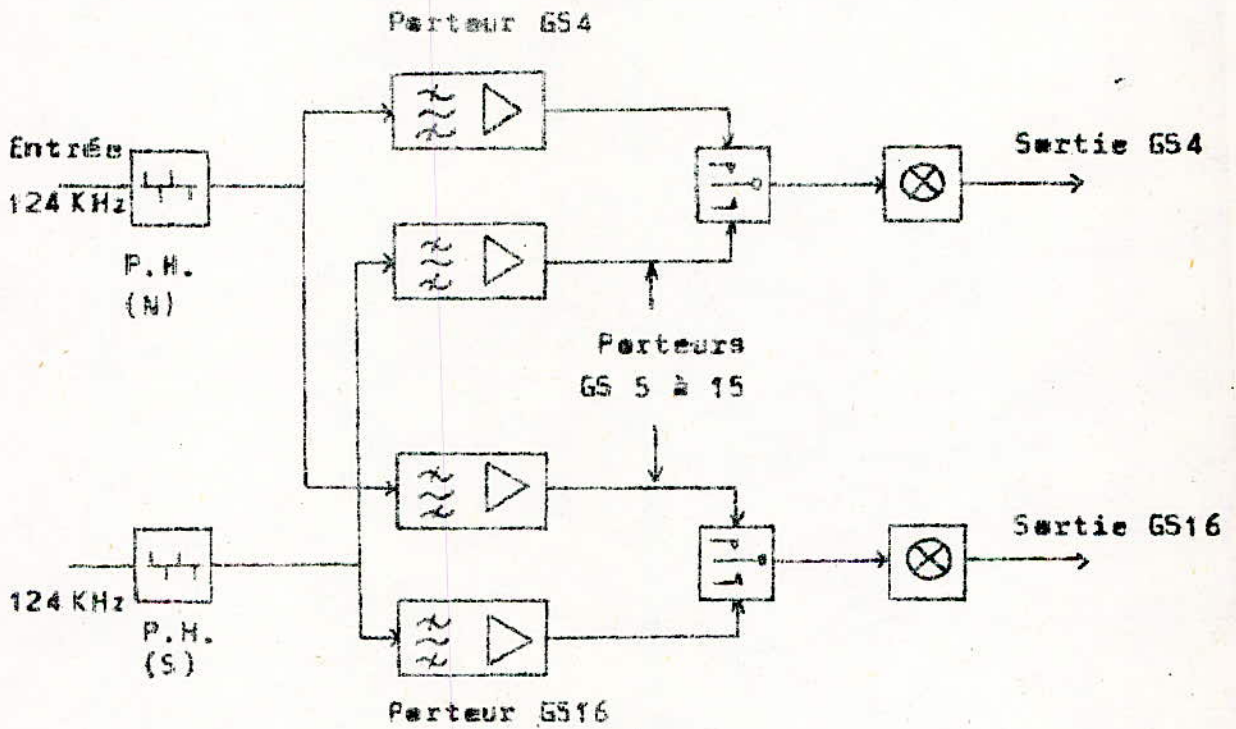 Porteur GS4
Entrée
124 KHz
P.H.
(N)
Sortie GS4
Porteurs
GS 5 à 15
124 KHz
P.H.
(S)
Sortie GS16
Porteur GS16